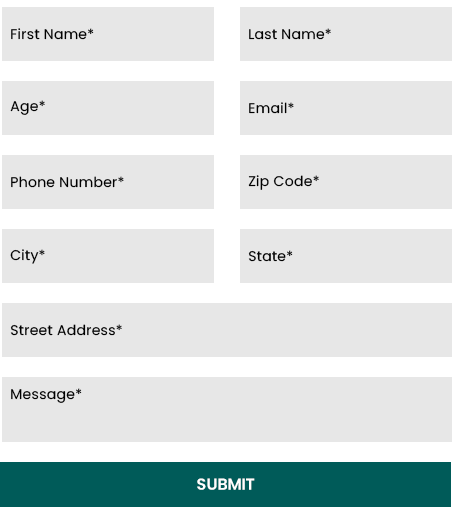 First Name*
Last Name*
Age*
Email*
Phone Number*
Zip Code*
City*
State*
Street Address*
Message*
SUBMIT